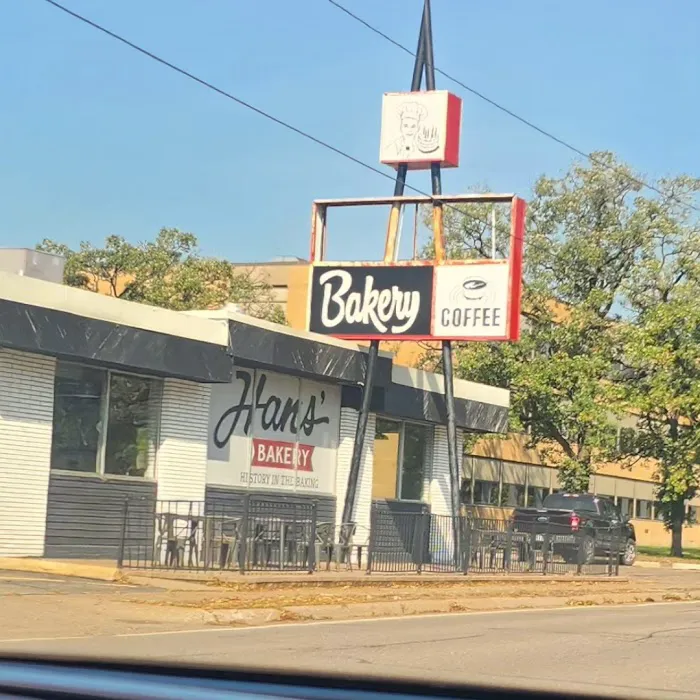 Bakery
COFFEE
Hans'
BAKERY
HISTORY IN THE BAKING